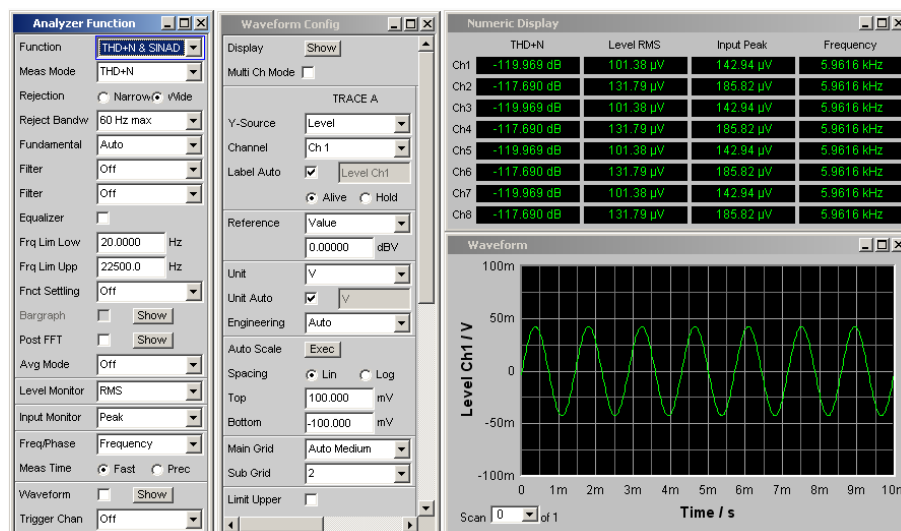 Analyzer Function
Function THD+N & SINAD
Meas Mode THD+N
Rejection Narrow Wide
Reject Bandw 60 Hz max
Fundamental Auto
Filter Off
Filter Off
Equalizer
Frq Lim Low 20.0000 Hz
Frq Lim Upp 22500.0 Hz
Fnct Settling Off
Bargraph Show
Post FFT Show
Avg Mode Off
Level Monitor RMS
Input Monitor Peak
Freq/Phase Frequency
Meas Time Fast Prec
Waveform Show
Trigger Chan Off
Waveform Config
Display Show
Multi Ch Mode
TRACE A
Y-Source Level
Channel Ch 1
Label Auto Level Ch1
Alive Hold
Reference Value
0.00000 dBV
Unit V
Unit Auto V
Engineering Auto
Auto Scale Exec
Spacing Lin Log
Top 100.000 mV
Bottom -100.000 mV
Main Grid Auto Medium
Sub Grid 2
Limit Upper
Numeric Display
THD+N Level RMS Input Peak Frequency
Ch1 -119.969 dB 101.38 µV 142.94 µV 5.9616 kHz
Ch2 -117.690 dB 131.79 µV 185.82 µV 5.9616 kHz
Ch3 -119.969 dB 101.38 µV 142.94 µV 5.9616 kHz
Ch4 -117.690 dB 131.79 µV 185.82 µV 5.9616 kHz
Ch5 -119.969 dB 101.38 µV 142.94 µV 5.9616 kHz
Ch6 -117.690 dB 131.79 µV 185.82 µV 5.9616 kHz
Ch7 -119.969 dB 101.38 µV 142.94 µV 5.9616 kHz
Ch8 -117.690 dB 131.79 µV 185.82 µV 5.9616 kHz
Waveform
Level Ch1 / V
100m
50m
0
-50m
-100m
0 1m 2m 3m 4m 5m 6m 7m 8m 9m 10m
Time / s
Scan 0 of 1